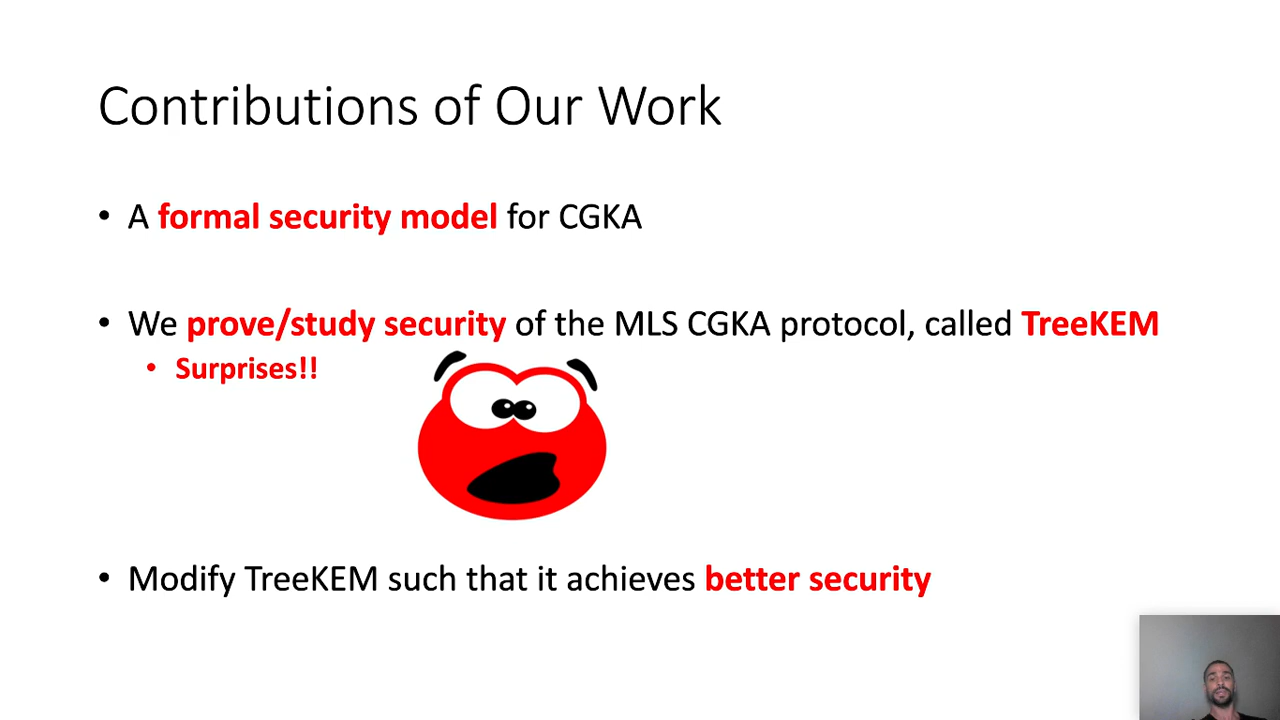 Contributions of Our Work
• A formal security model for CGKA
• We prove/study security of the MLS CGKA protocol, called TreeKEM
• Surprises!!
• Modify TreeKEM such that it achieves better security